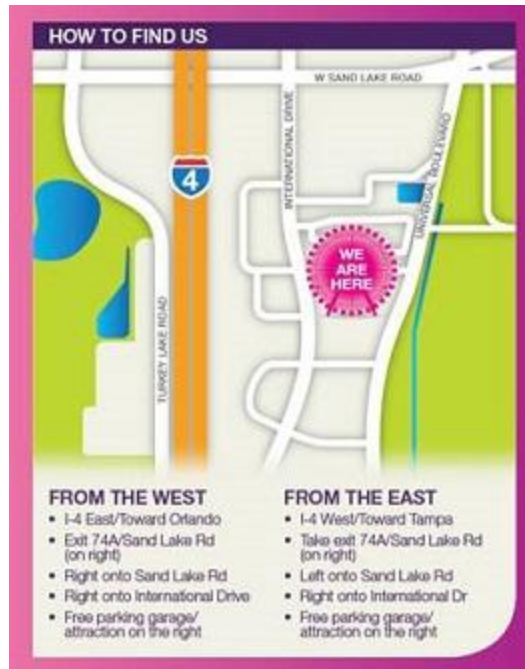 HOW TO FIND US
W SAND LAKE ROAD
INTERNATIONAL DRIVE
UNIVERSAL BOULEVARD
4
WE
ARE
HERE
TURKEY LAKE ROAD
FROM THE WEST
• I-4 East/Toward Orlando
• Exit 74A/Sand Lake Rd
(on right)
• Right onto Sand Lake Rd
• Right onto International Drive
• Free parking garage/
attraction on the right
FROM THE EAST
• I-4 West/Toward Tampa
• Take exit 74A/Sand Lake Rd
(on right)
• Left onto Sand Lake Rd
• Right onto International Dr
• Free parking garage/
attraction on the right